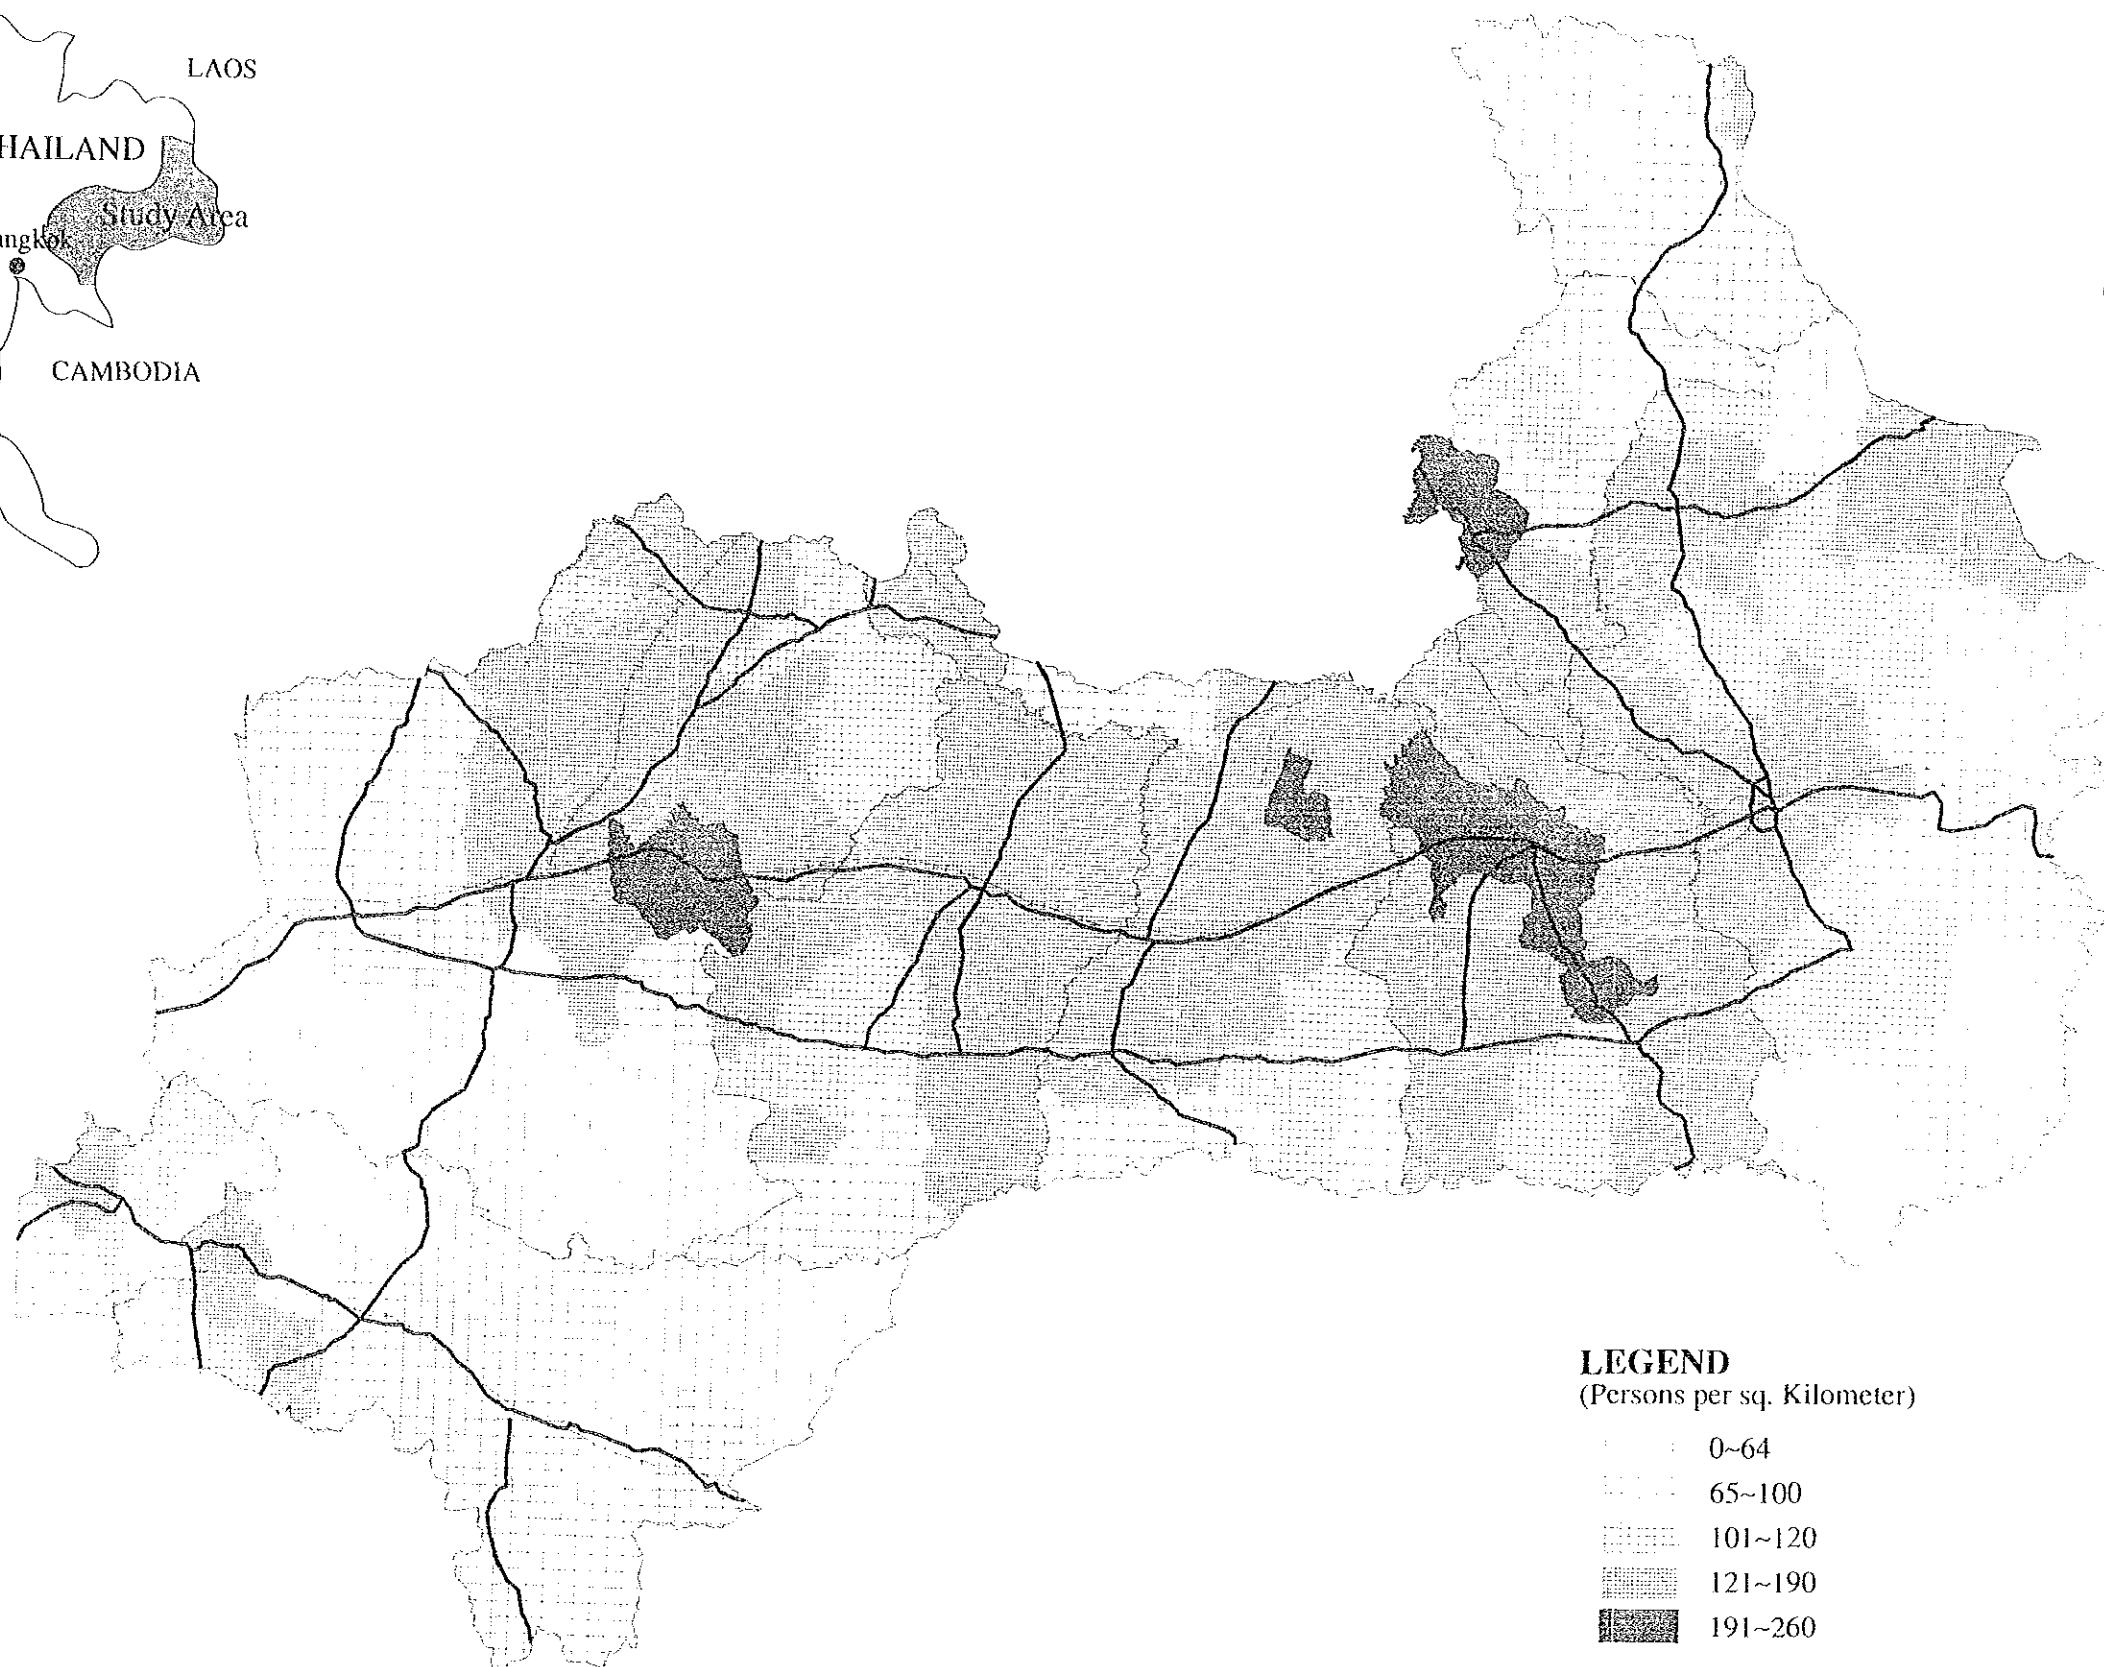 LAOS
HAILAND
Study Area
angkok
CAMBODIA
LEGEND
(Persons per sq. Kilometer)
0~64
65~100
101~120
121~190
191~260